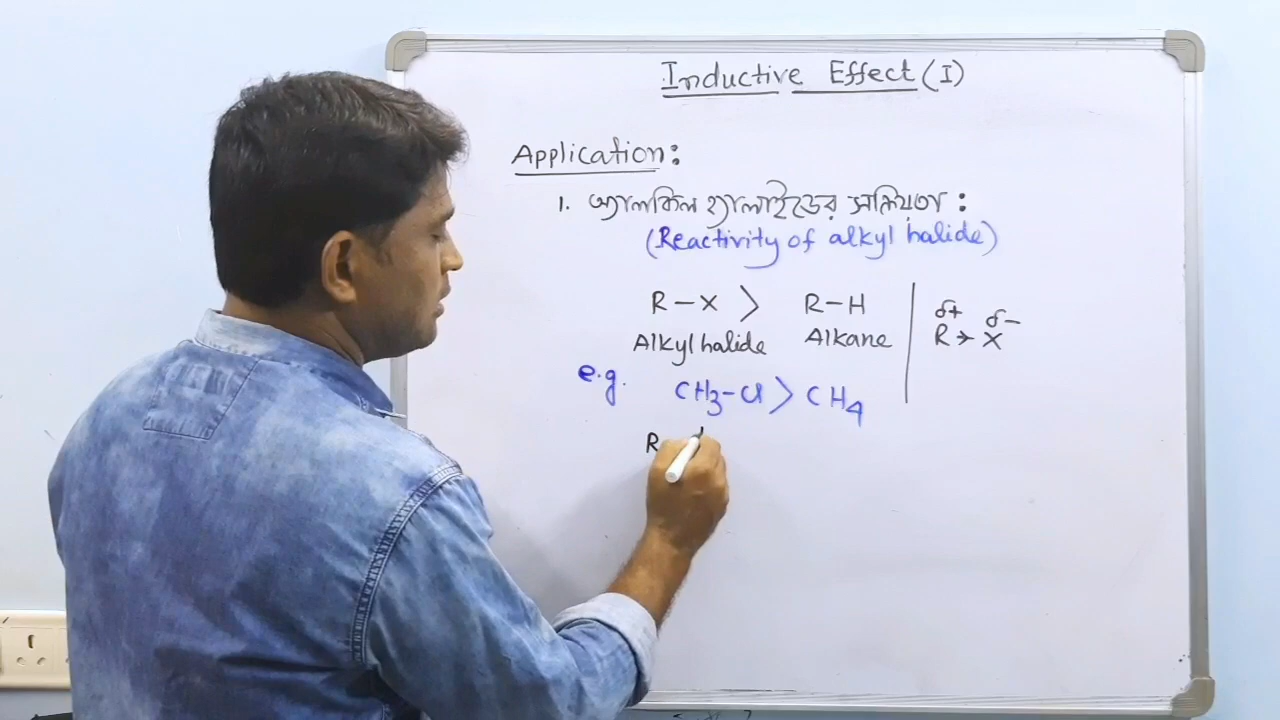 Inductive Effect (I)
Application:
1. অ্যালকিল হ্যালাইডের সক্রিয়তা :
(Reactivity of alkyl halide)
R-X > R-H
Alkyl halide Alkane
δ+ δ-
R → X
e.g. CH3-Cl > CH4
R